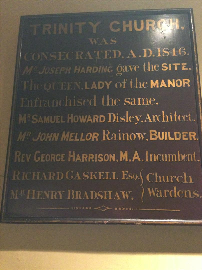 TRINITY CHURCH.
WAS
CONSECRATED. A.D. 1846.
Mr JOSEPH HARDING gave the SITE.
The QUEEN, LADY of the MANOR
Enfranchised the same.
Mr SAMUEL HOWARD Disley, Architect.
Mr JOHN MELLOR Rainow, BUILDER.
REV GEORGE HARRISON, M.A. Incumbent.
RICHARD GASKELL ESQ. } Church
Mr HENRY BRADSHAW. } Wardens.